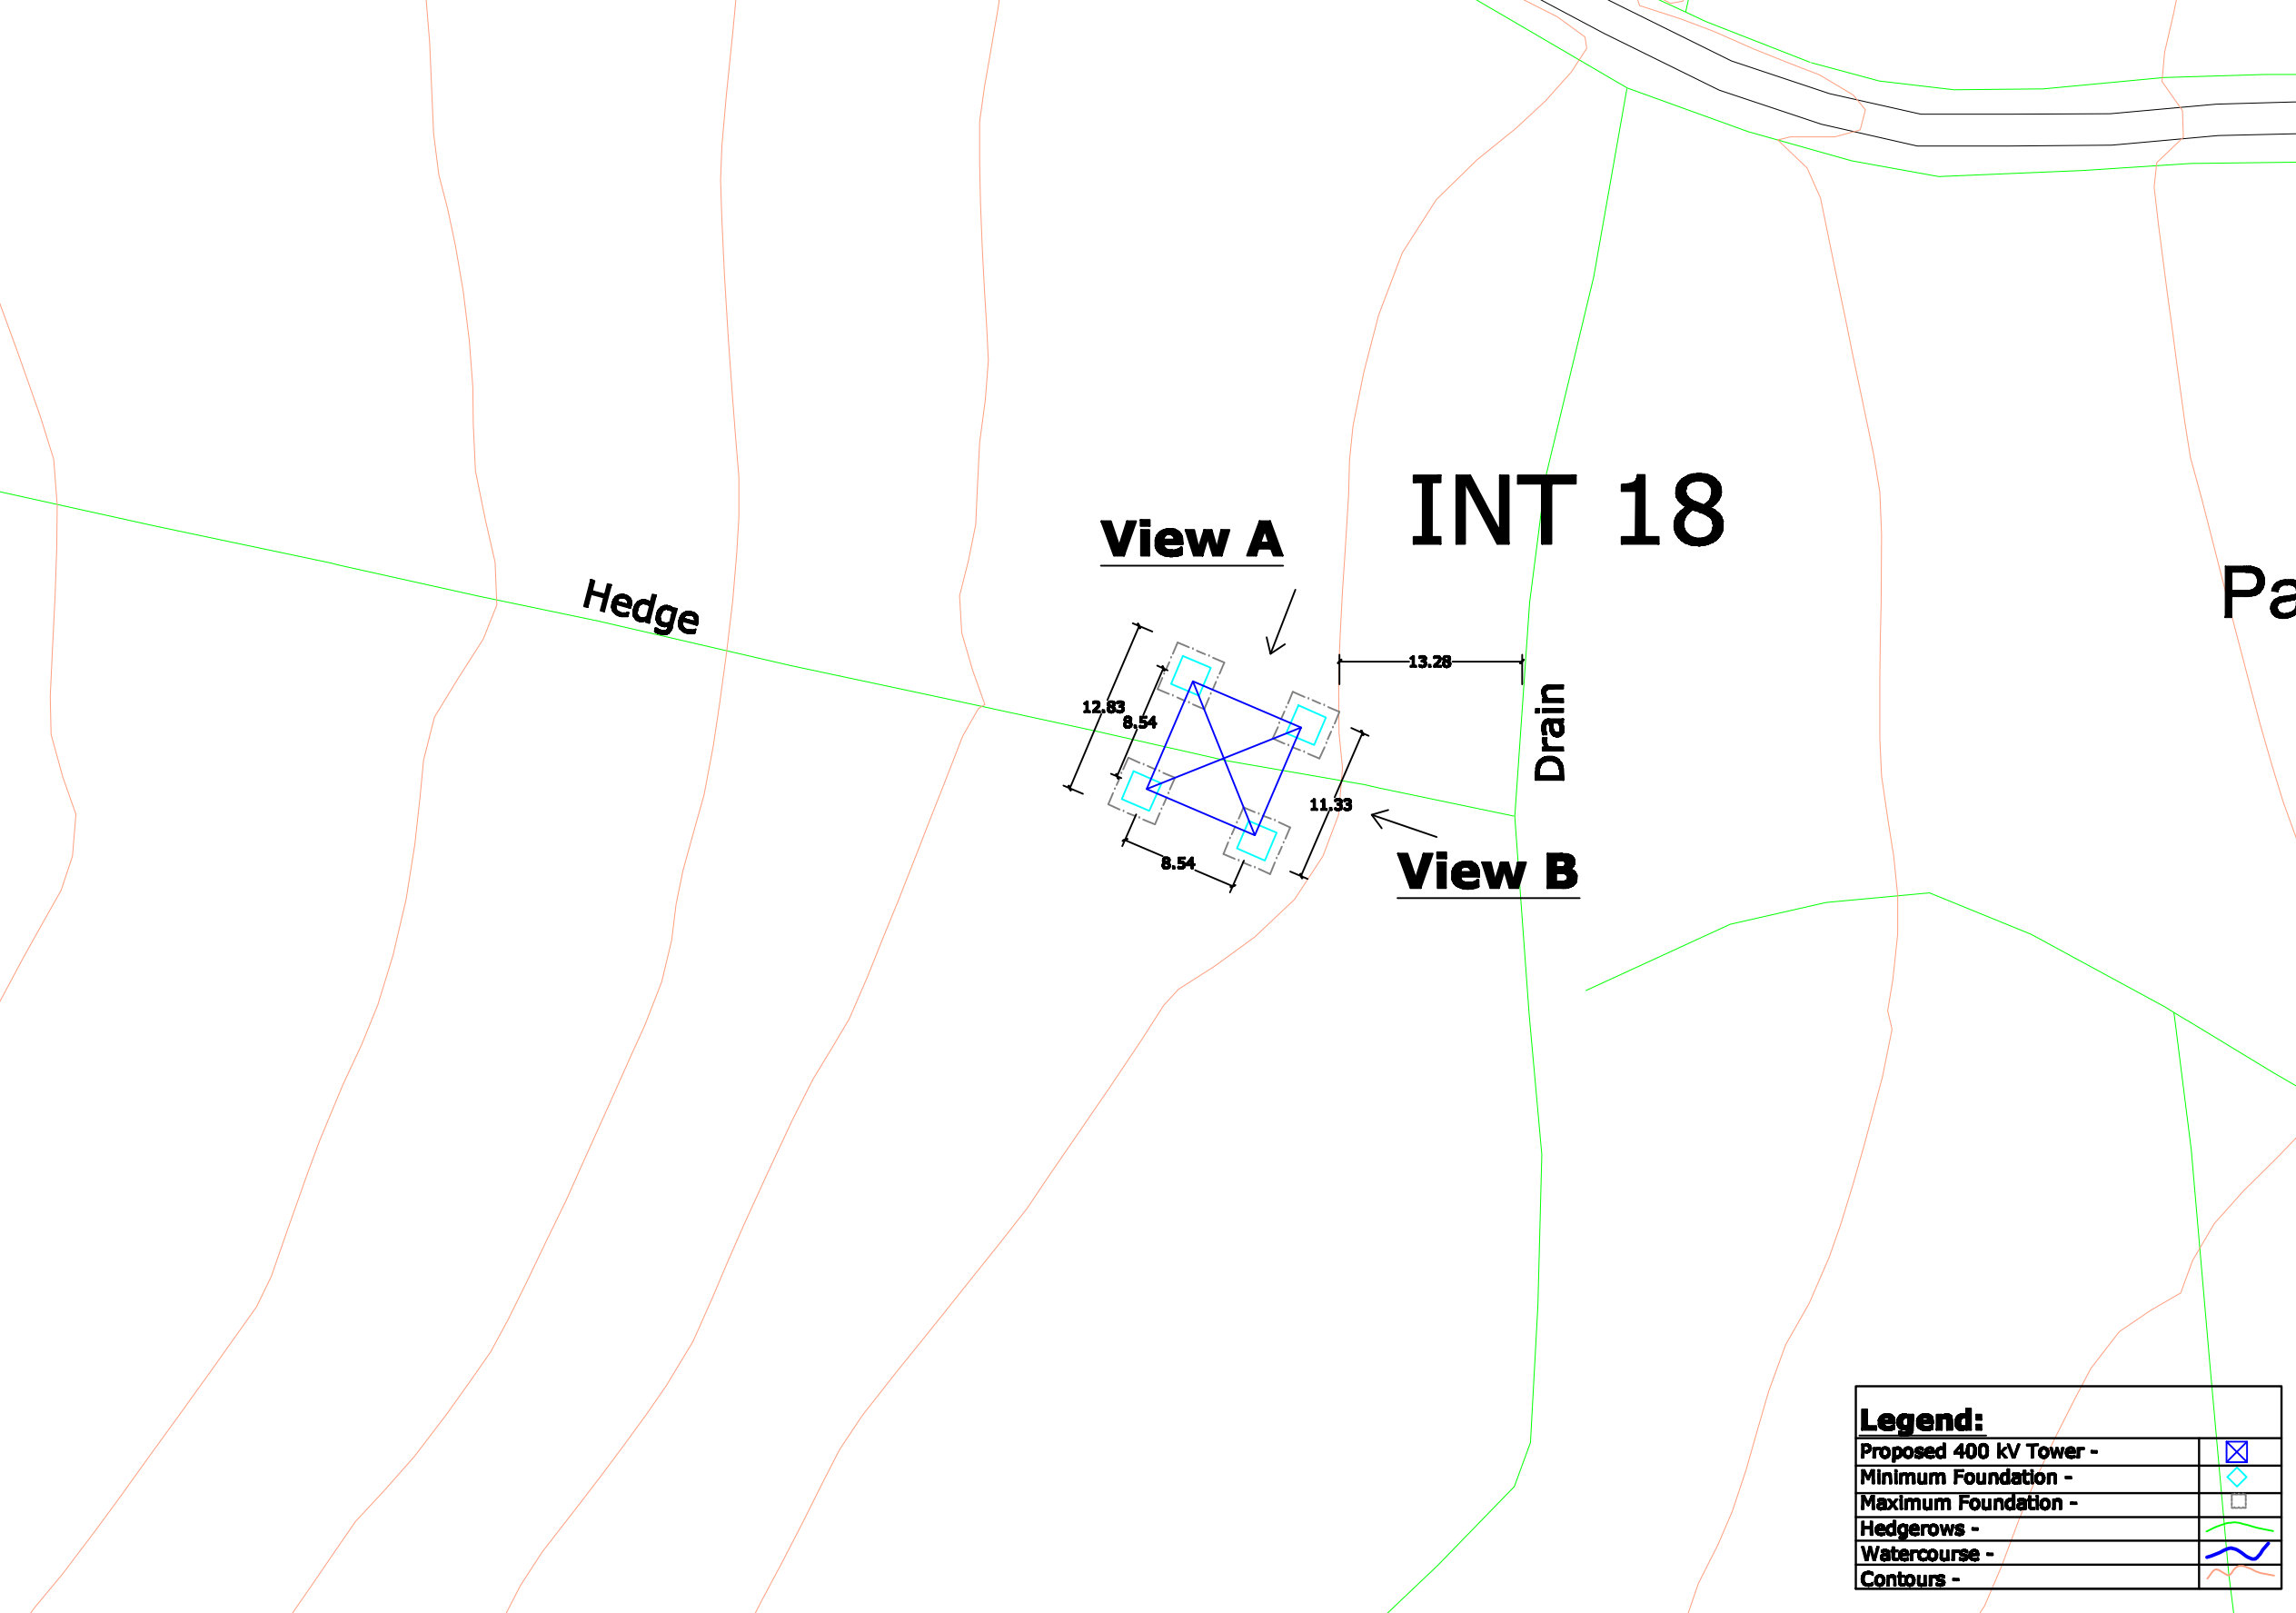 INT 18
View A
Pa
Hedge
13.28
12.83
8.54
Drain
11.33
8.54
View B
Legend:
Proposed 400 kV Tower -
Minimum Foundation -
Maximum Foundation -
Hedgerows -
Watercourse -
Contours -